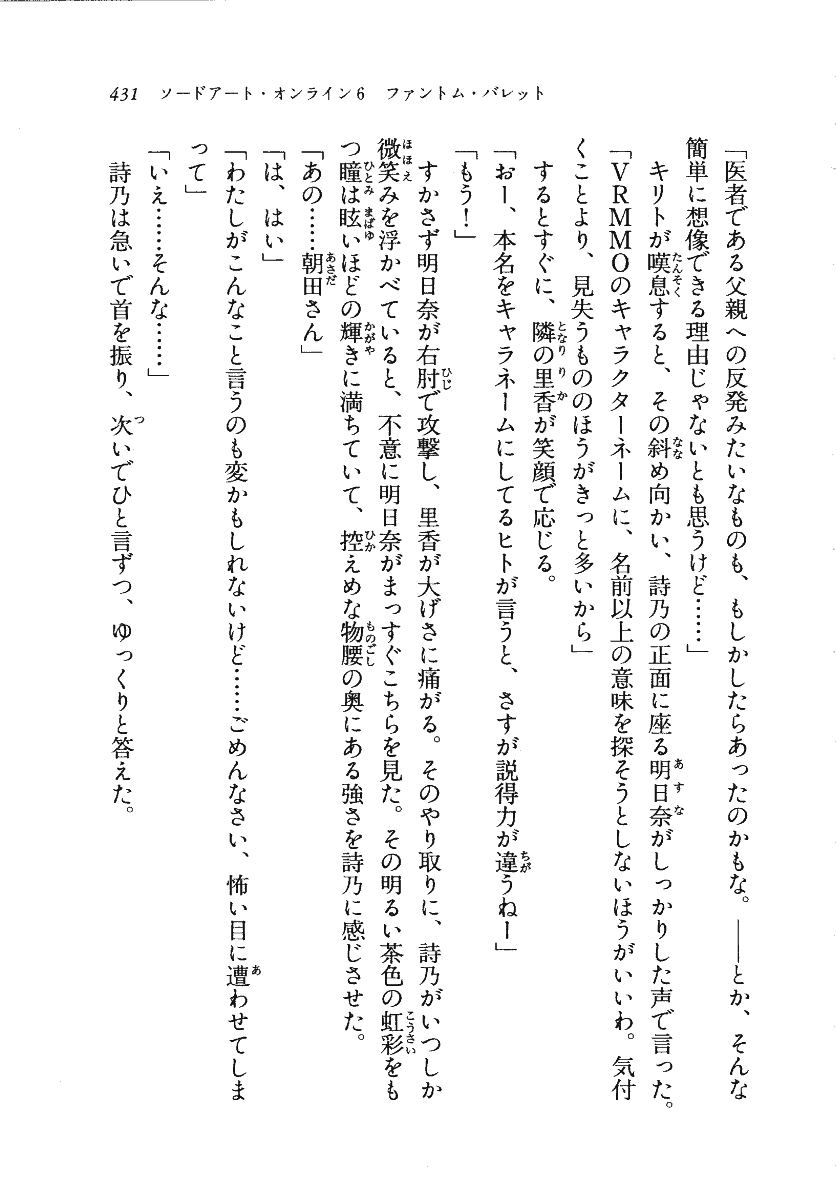 431　ソードアート・オンライン6　ファントム・バレット
「医者である父親への反発みたいなものも、もしかしたらあったのかもな。――とか、そんな
簡単に想像できる理由じゃないとも思うけど……」
キリトが嘆息すると、その斜め向かい、詩乃の正面に座る明日奈がしっかりした声で言った。
「VRMMOのキャラクターネームに、名前以上の意味を探そうとしないほうがいいわ。気付
くことより、見失うもののほうがきっと多いから」
するとすぐに、隣の里香が笑顔で応じる。
「おー、本名をキャラネームにしてるヒトが言うと、さすが説得力が違うねー」
「もう！」
すかさず明日奈が右肘で攻撃し、里香が大げさに痛がる。そのやり取りに、詩乃がいつしか
微笑みを浮かべていると、不意に明日奈がまっすぐこちらを見た。その明るい茶色の虹彩をも
つ瞳は眩いほどの輝きに満ちていて、控えめな物腰の奥にある強さを詩乃に感じさせた。
「あの……朝田さん」
「は、はい」
「わたしがこんなこと言うのも変かもしれないけど……ごめんなさい、怖い目に遭わせてしま
って」
「いえ……そんな……」
詩乃は急いで首を振り、次いでひと言ずつ、ゆっくりと答えた。